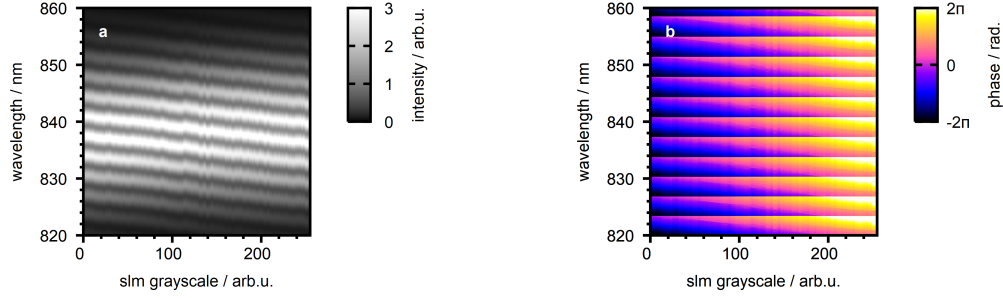 860
850
840
830
820
wavelength / nm
a
0
100
200
slm grayscale / arb.u.
3
2
1
0
intensity / arb.u.
860
850
840
830
820
wavelength / nm
b
0
100
200
slm grayscale / arb.u.
2π
0
-2π
phase / rad.